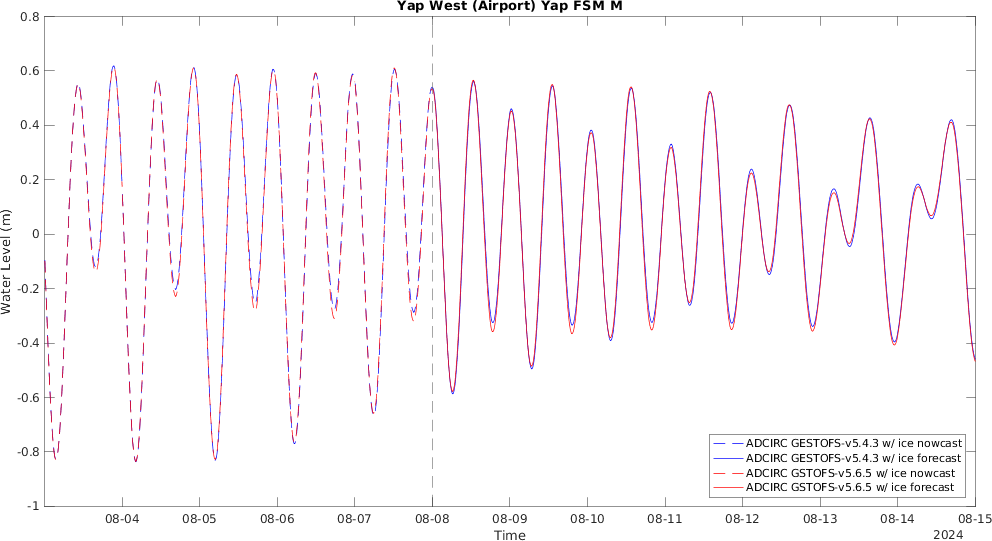 Yap West (Airport) Yap FSM M
0.8
0.6
0.4
0.2
0
-0.2
-0.4
-0.6
-0.8
-1
Water Level (m)
ADCIRC GESTOFS-v5.4.3 w/ ice nowcast
ADCIRC GESTOFS-v5.4.3 w/ ice forecast
ADCIRC GSTOFS-v5.6.5 w/ ice nowcast
ADCIRC GSTOFS-v5.6.5 w/ ice forecast
08-04 08-05 08-06 08-07 08-08 08-09 08-10 08-11 08-12 08-13 08-14 08-15
Time
2024